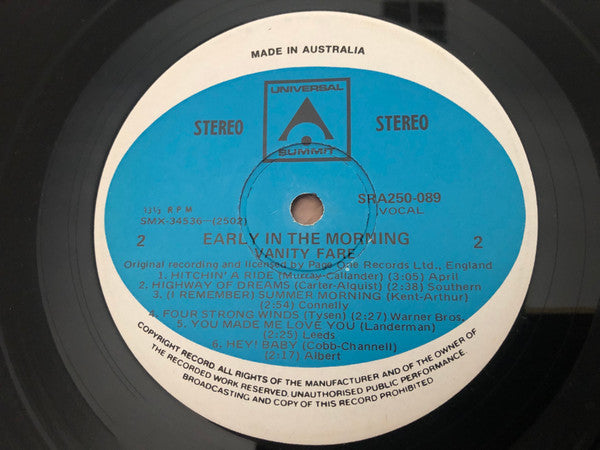 MADE IN AUSTRALIA
UNIVERSAL
SUMMIT
STEREO STEREO
33⅓ R P M SRA250-089
SMX-34536-(2502) VOCAL
2 EARLY IN THE MORNING 2
VANITY FARE
Original recording and licensed by Page One Records Ltd., England
1. HITCHIN' A RIDE (Murray-Callander) (3:05) April
2. HIGHWAY OF DREAMS (Carter-Alquist) (2:38) Southern
3. (I REMEMBER) SUMMER MORNING (Kent-Arthur)
(2:54) Connelly
4. FOUR STRONG WINDS (Tysen) (2:27) Warner Bros.
5. YOU MADE ME LOVE YOU (Landerman)
(2:25) Leeds
6. HEY! BABY (Cobb-Channell)
(2:17) Albert
COPYRIGHT RECORD. ALL RIGHTS OF THE MANUFACTURER AND OF THE OWNER OF
THE RECORDED WORK RESERVED. UNAUTHORISED PUBLIC PERFORMANCE.
BROADCASTING AND COPY OF THIS RECORD PROHIBITED